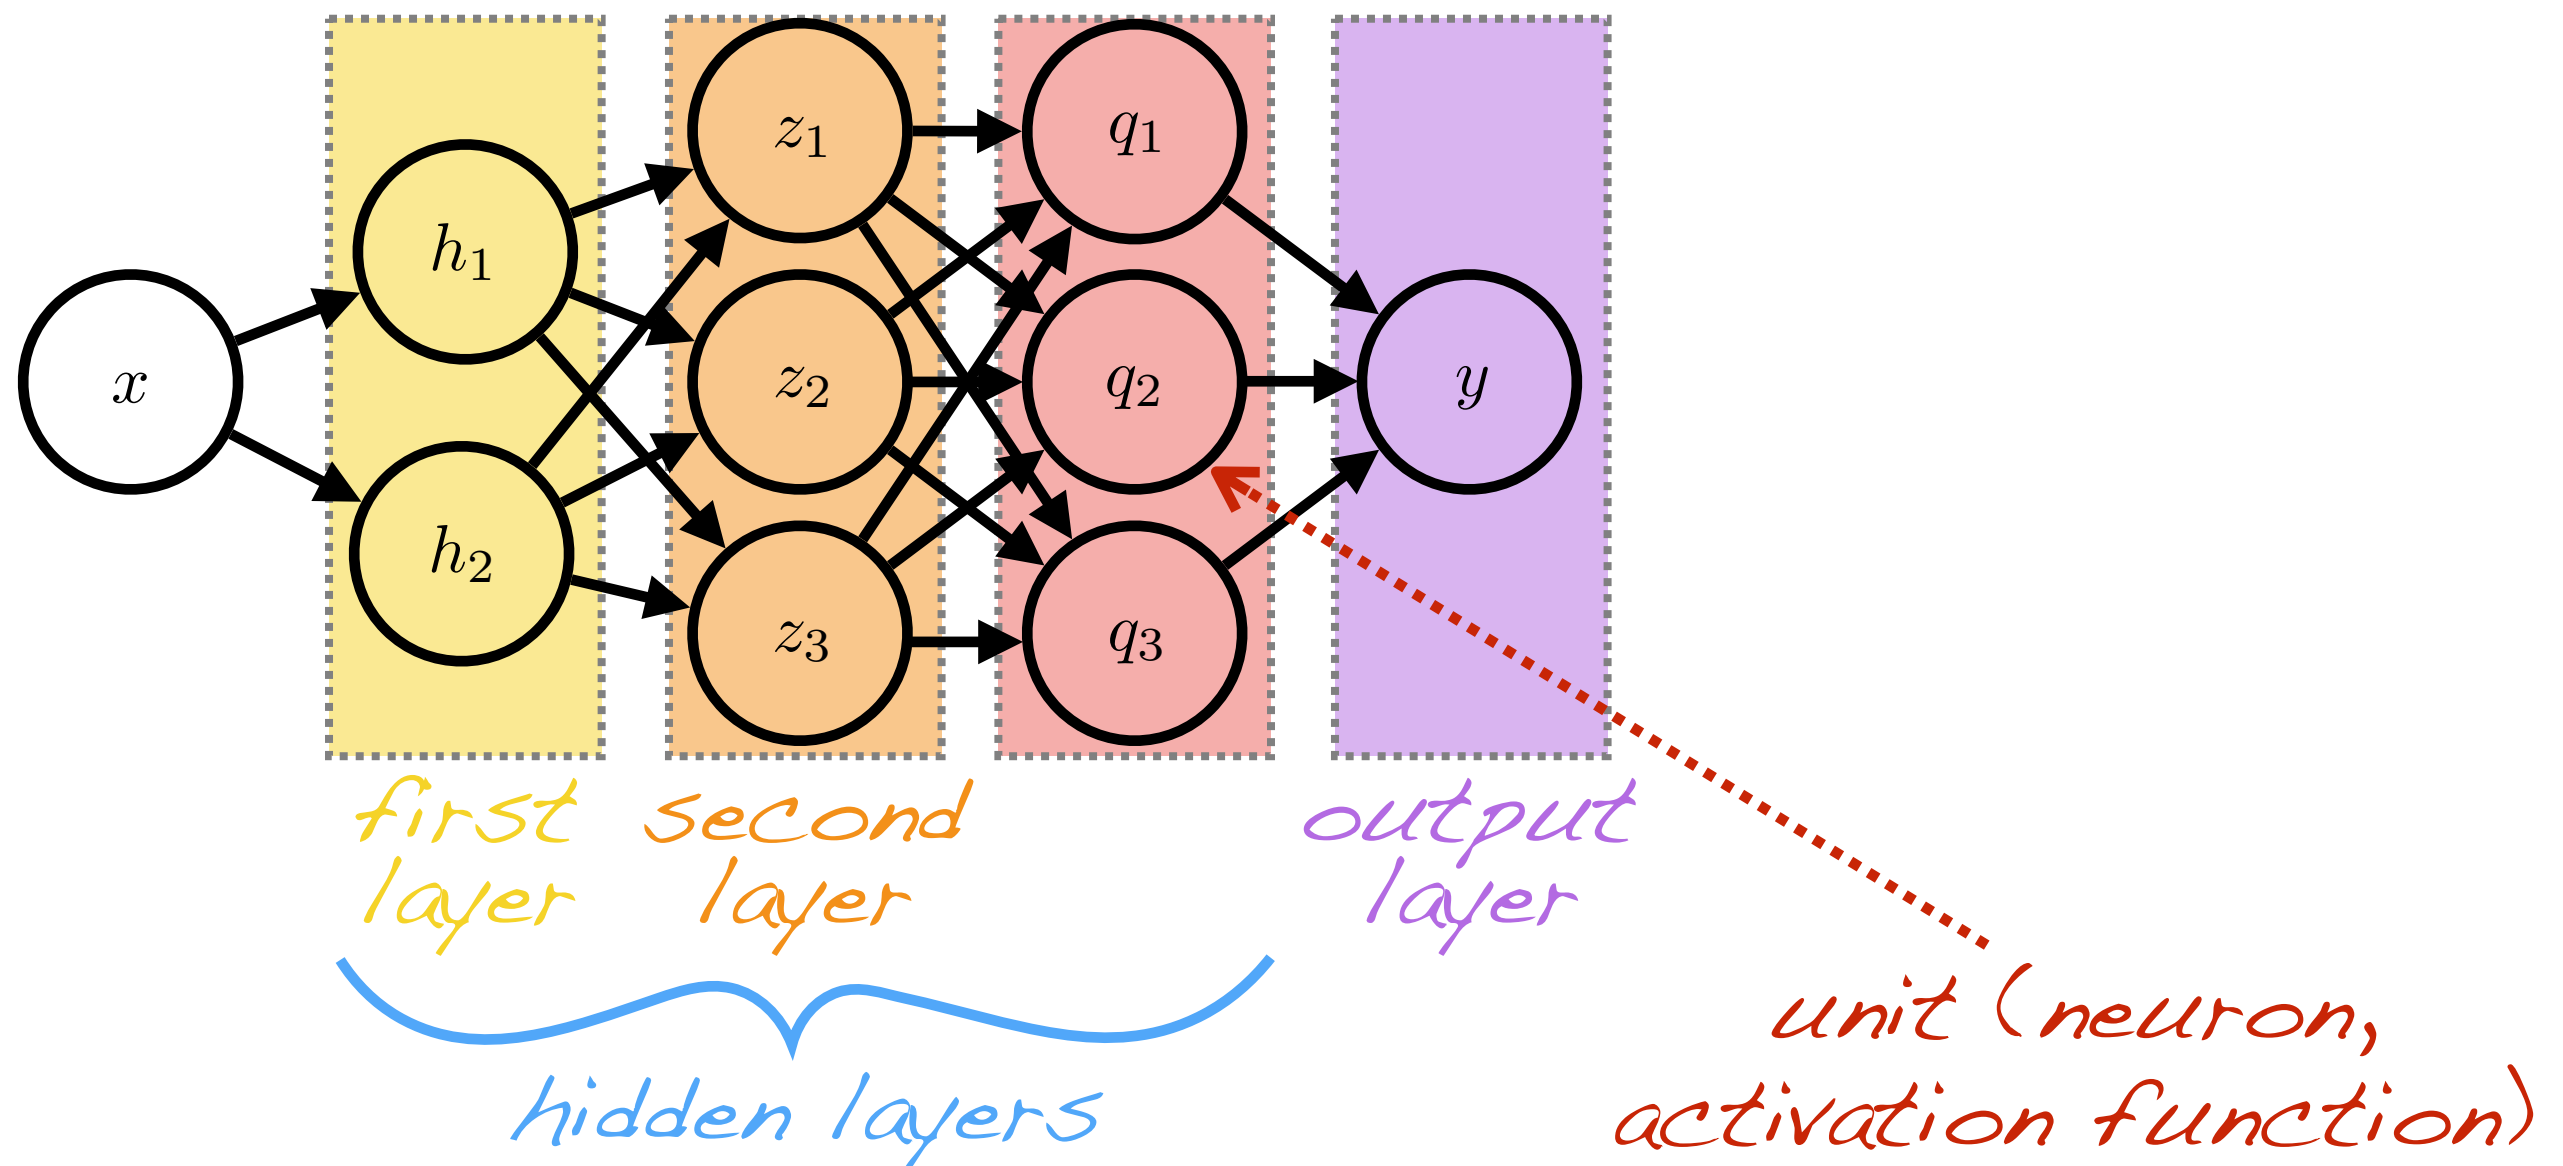 x
h₁
h₂
z₁
z₂
z₃
q₁
q₂
q₃
y
first
layer
second
layer
output
layer
hidden layers
unit (neuron,
activation function)